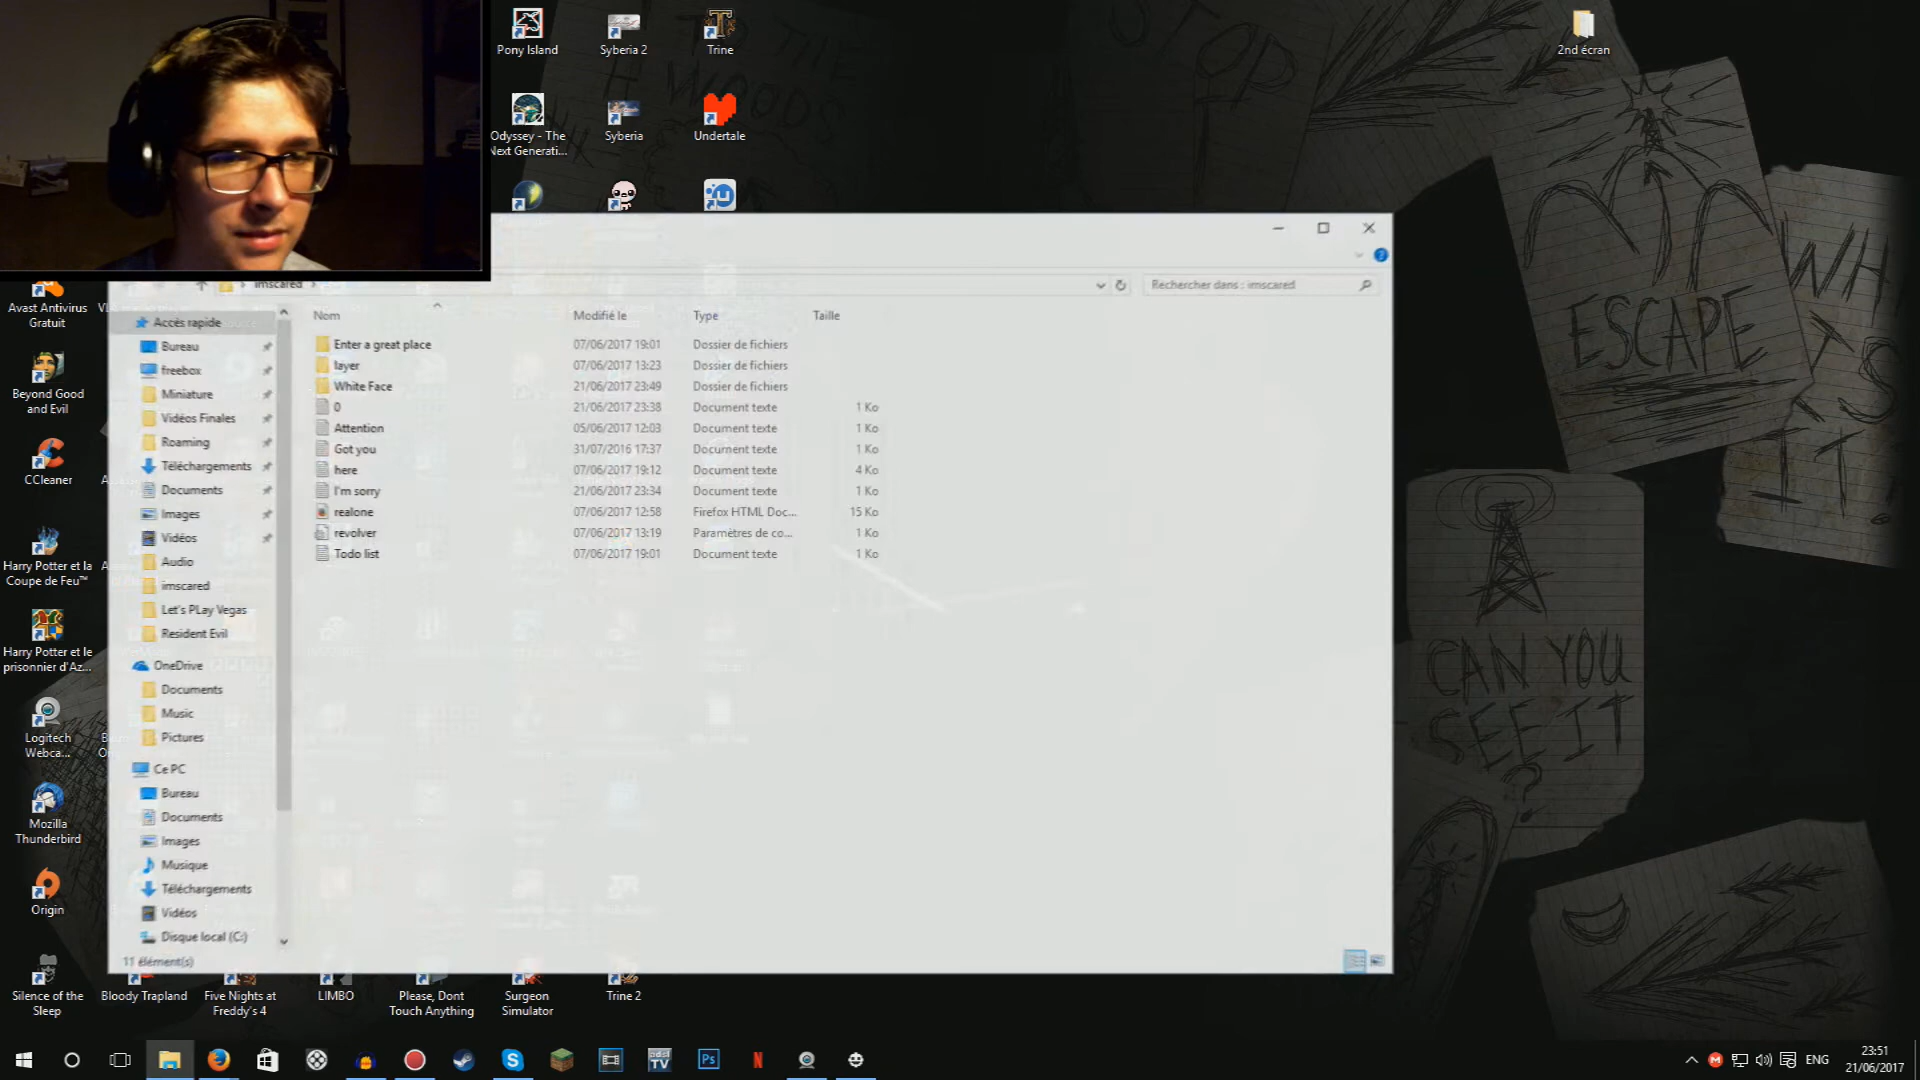 Pony Island
Syberia 2
Trine
2nd écran
Odyssey - The
Next Generati...
Syberia
Undertale
TO THE
WOODS
STOP
ESCAPE
WHA
IT'S
IT
CAN YOU
SEE IT
?
imscared
Rechercher dans : imscared
Avast Antivirus
Gratuit
Beyond Good
and Evil
CCleaner
Harry Potter et la
Coupe de Feu™
Harry Potter et le
prisonnier d'Az...
Logitech
Webca...
Mozilla
Thunderbird
Origin
Silence of the
Sleep
Accès rapide
Bureau
freebox
Miniature
Vidéos Finales
Roaming
Téléchargements
Documents
Images
Vidéos
Audio
imscared
Let's PLay Vegas
Resident Evil
OneDrive
Documents
Music
Pictures
Ce PC
Bureau
Documents
Images
Musique
Téléchargements
Vidéos
Disque local (C:)
Nom Modifié le Type Taille
Enter a great place 07/06/2017 19:01 Dossier de fichiers
layer 07/06/2017 13:23 Dossier de fichiers
White Face 21/06/2017 23:49 Dossier de fichiers
0 21/06/2017 23:38 Document texte 1 Ko
Attention 05/06/2017 12:03 Document texte 1 Ko
Got you 31/07/2016 17:37 Document texte 1 Ko
here 07/06/2017 19:12 Document texte 4 Ko
I'm sorry 21/06/2017 23:34 Document texte 1 Ko
realone 07/06/2017 12:58 Firefox HTML Doc... 15 Ko
revolver 07/06/2017 13:19 Paramètres de co... 1 Ko
Todo list 07/06/2017 19:01 Document texte 1 Ko
11 élément(s)
Bloody Trapland
Five Nights at
Freddy's 4
LIMBO
Please, Dont
Touch Anything
Surgeon
Simulator
Trine 2
adsl
TV
Ps
N
ENG
23:51
21/06/2017